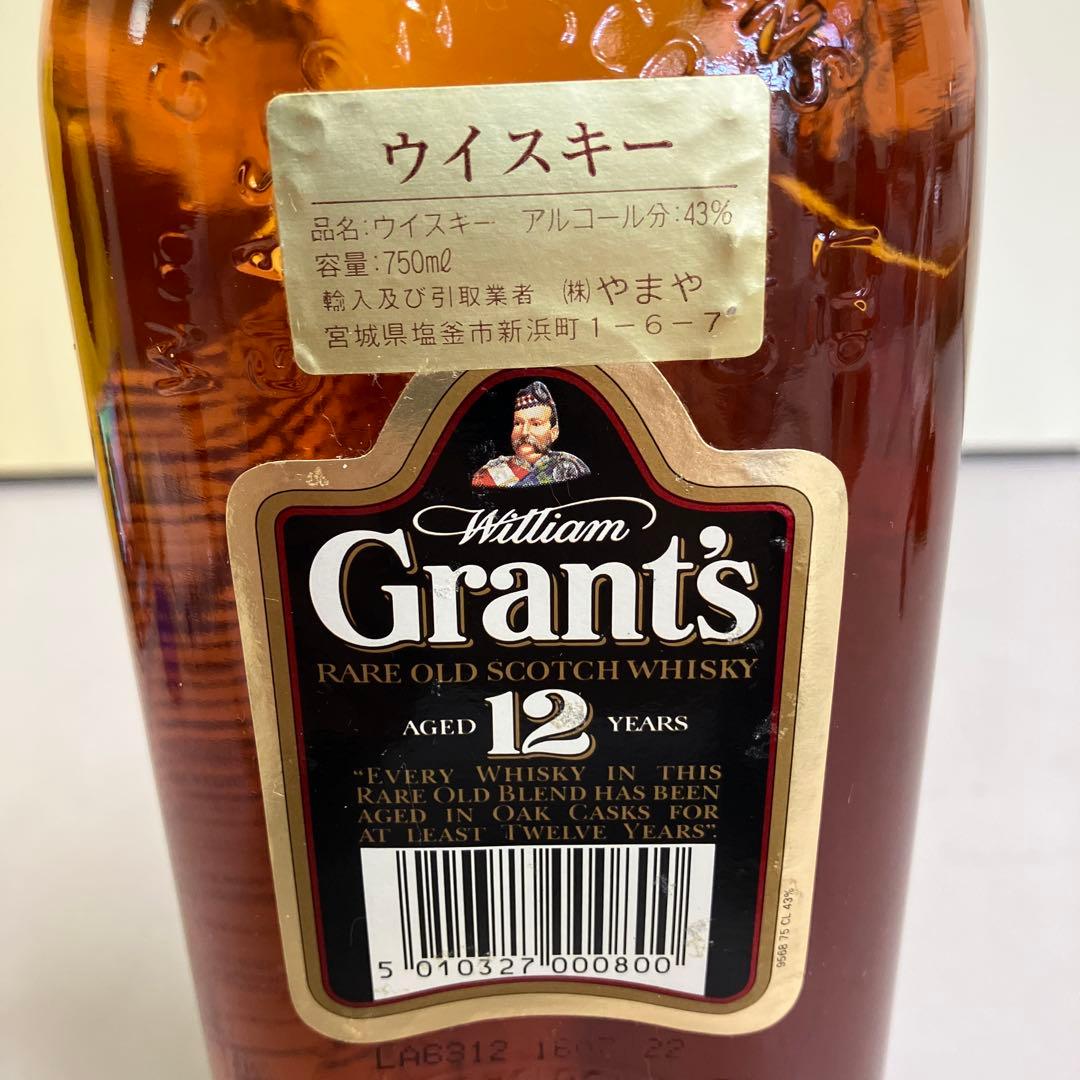 ウイスキー
品名:ウイスキー アルコール分:43%
容量:750ml
輸入及び引取業者 (株)やまや
宮城県塩釜市新浜町1-6-7
William
Grant's
RARE OLD SCOTCH WHISKY
AGED 12 YEARS
“EVERY WHISKY IN THIS
RARE OLD BLEND HAS BEEN
AGED IN OAK CASKS FOR
AT LEAST TWELVE YEARS”.
5 010327 000800
9568 75 CL 43%
LA6312